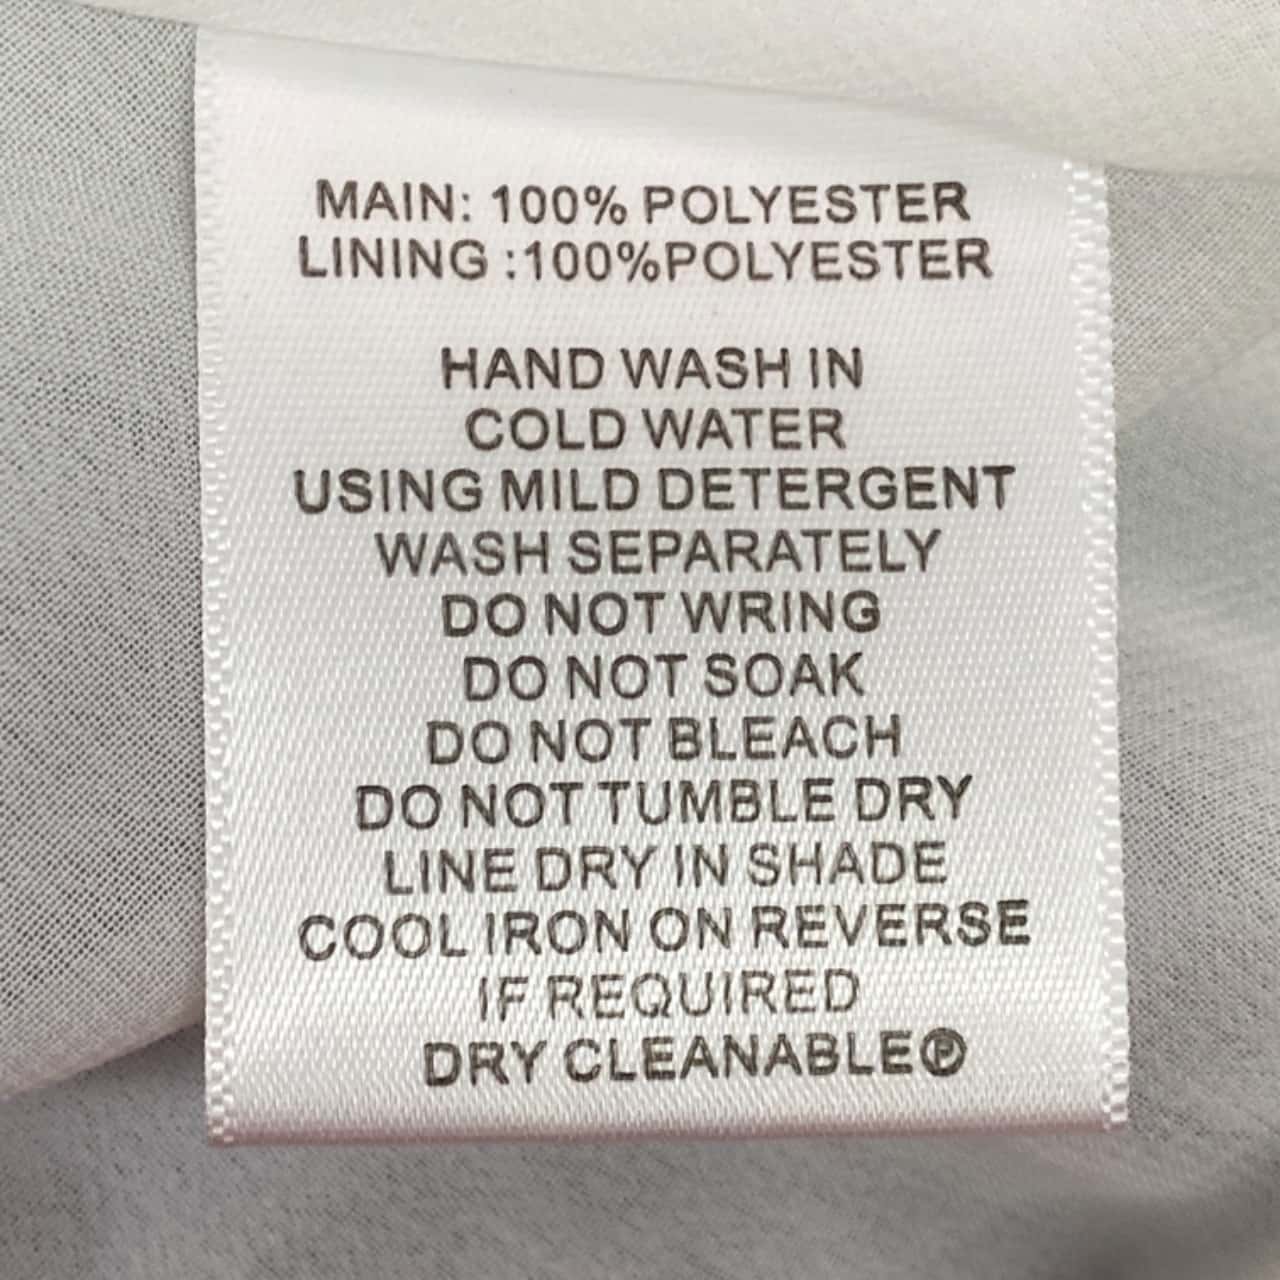 MAIN: 100% POLYESTER
LINING :100%POLYESTER
HAND WASH IN
COLD WATER
USING MILD DETERGENT
WASH SEPARATELY
DO NOT WRING
DO NOT SOAK
DO NOT BLEACH
DO NOT TUMBLE DRY
LINE DRY IN SHADE
COOL IRON ON REVERSE
IF REQUIRED
DRY CLEANABLEⓅ